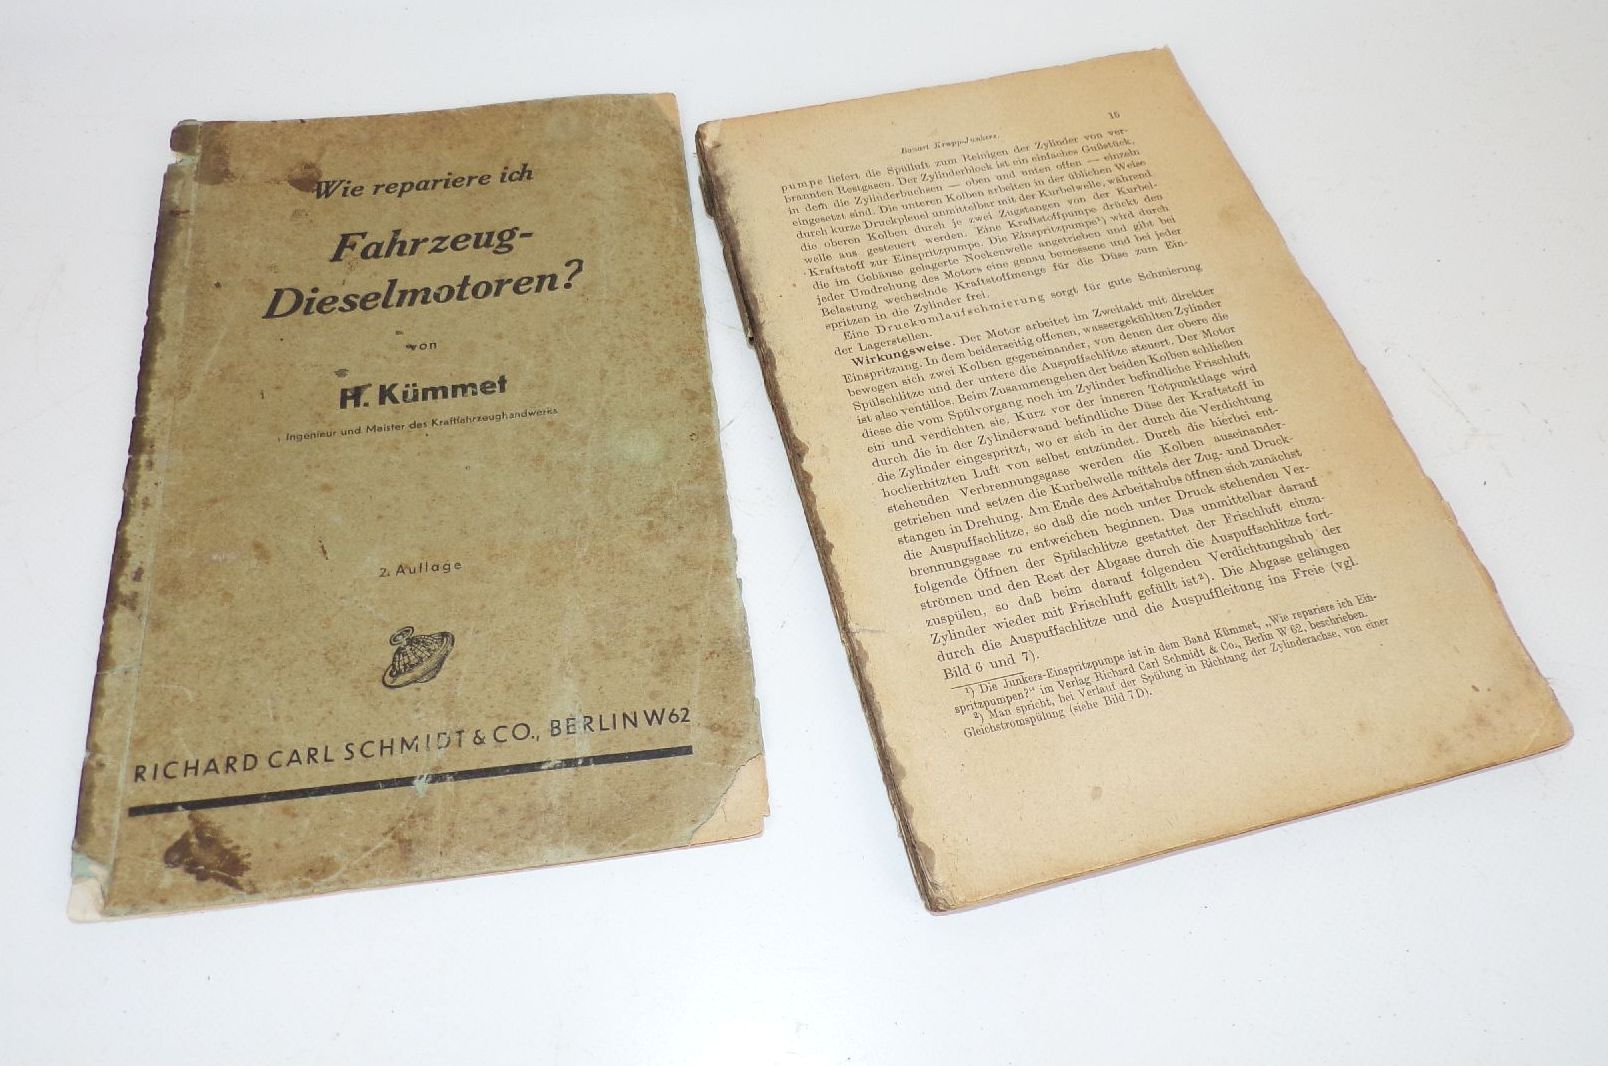 Wie repariere ich
Fahrzeug-
Dieselmotoren?
von
H. Kümmet
Ingenieur und Meister des Kraftfahrzeughandwerks
2. Auflage
RICHARD CARL SCHMIDT & CO., BERLIN W 62
Bauart Krupp-Junkers. 15
pumpe liefert die Spülluft zum Reinigen der Zylinder von ver-
brannten Restgasen. Der Zylinderblock ist ein einfaches Gußstück,
in dem die Zylinderbuchsen — oben und unten offen — einzeln
eingesetzt sind. Die unteren Kolben arbeiten in der üblichen Weise
durch kurze Druckpleuel unmittelbar mit der Kurbelwelle, während
die oberen Kolben durch je zwei Zugstangen von der Kurbel-
welle aus gesteuert werden. Eine Kraftstoffpumpe drückt den
Kraftstoff zur Einspritzpumpe. Die Einspritzpumpe¹) wird durch
die im Gehäuse gelagerte Nockenwelle angetrieben und gibt bei
jeder Umdrehung des Motors eine genau bemessene und bei jeder
Belastung wechselnde Kraftstoffmenge für die Düse zum Ein-
spritzen in die Zylinder frei.
Eine Druckumlaufschmierung sorgt für gute Schmierung
der Lagerstellen.
Wirkungsweise. Der Motor arbeitet im Zweitakt mit direkter
Einspritzung. In dem beiderseitig offenen, wassergekühlten Zylinder
bewegen sich zwei Kolben gegeneinander, von denen der obere die
Spülschlitze und der untere die Auspuffschlitze steuert. Der Motor
ist also ventillos. Beim Zusammengehen der beiden Kolben schließen
diese die vom Spülvorgang noch im Zylinder befindliche Frischluft
ein und verdichten sie. Kurz vor der inneren Totpunktlage wird
durch die in der Zylinderwand befindliche Düse der Kraftstoff in
die Zylinder eingespritzt, wo er sich in der durch die Verdichtung
hocherhitzten Luft von selbst entzündet. Durch die hierbei ent-
stehenden Verbrennungsgase werden die Kolben auseinander-
getrieben und setzen die Kurbelwelle mittels der Zug- und Druck-
stangen in Drehung. Am Ende des Arbeitshubs öffnen sich zunächst
die Auspuffschlitze, so daß die noch unter Druck stehenden Ver-
brennungsgase zu entweichen beginnen. Das unmittelbar darauf
folgende Öffnen der Spülschlitze gestattet der Frischluft einzu-
strömen und den Rest der Abgase durch die Auspuffschlitze fort-
zuspülen, so daß beim darauf folgenden Verdichtungshub der
Zylinder wieder mit Frischluft gefüllt ist²). Die Abgase gelangen
durch die Auspuffschlitze und die Auspuffleitung ins Freie (vgl.
Bild 6 und 7).
¹) Die Junkers-Einspritzpumpe ist in dem Band Kümmet, „Wie repariere ich Ein-
spritzpumpen?“ im Verlag Richard Carl Schmidt & Co., Berlin W 62, beschrieben.
²) Man spricht, bei Verlauf der Spülung in Richtung der Zylinderachse, von einer
Gleichstromspülung (siehe Bild 7 D).